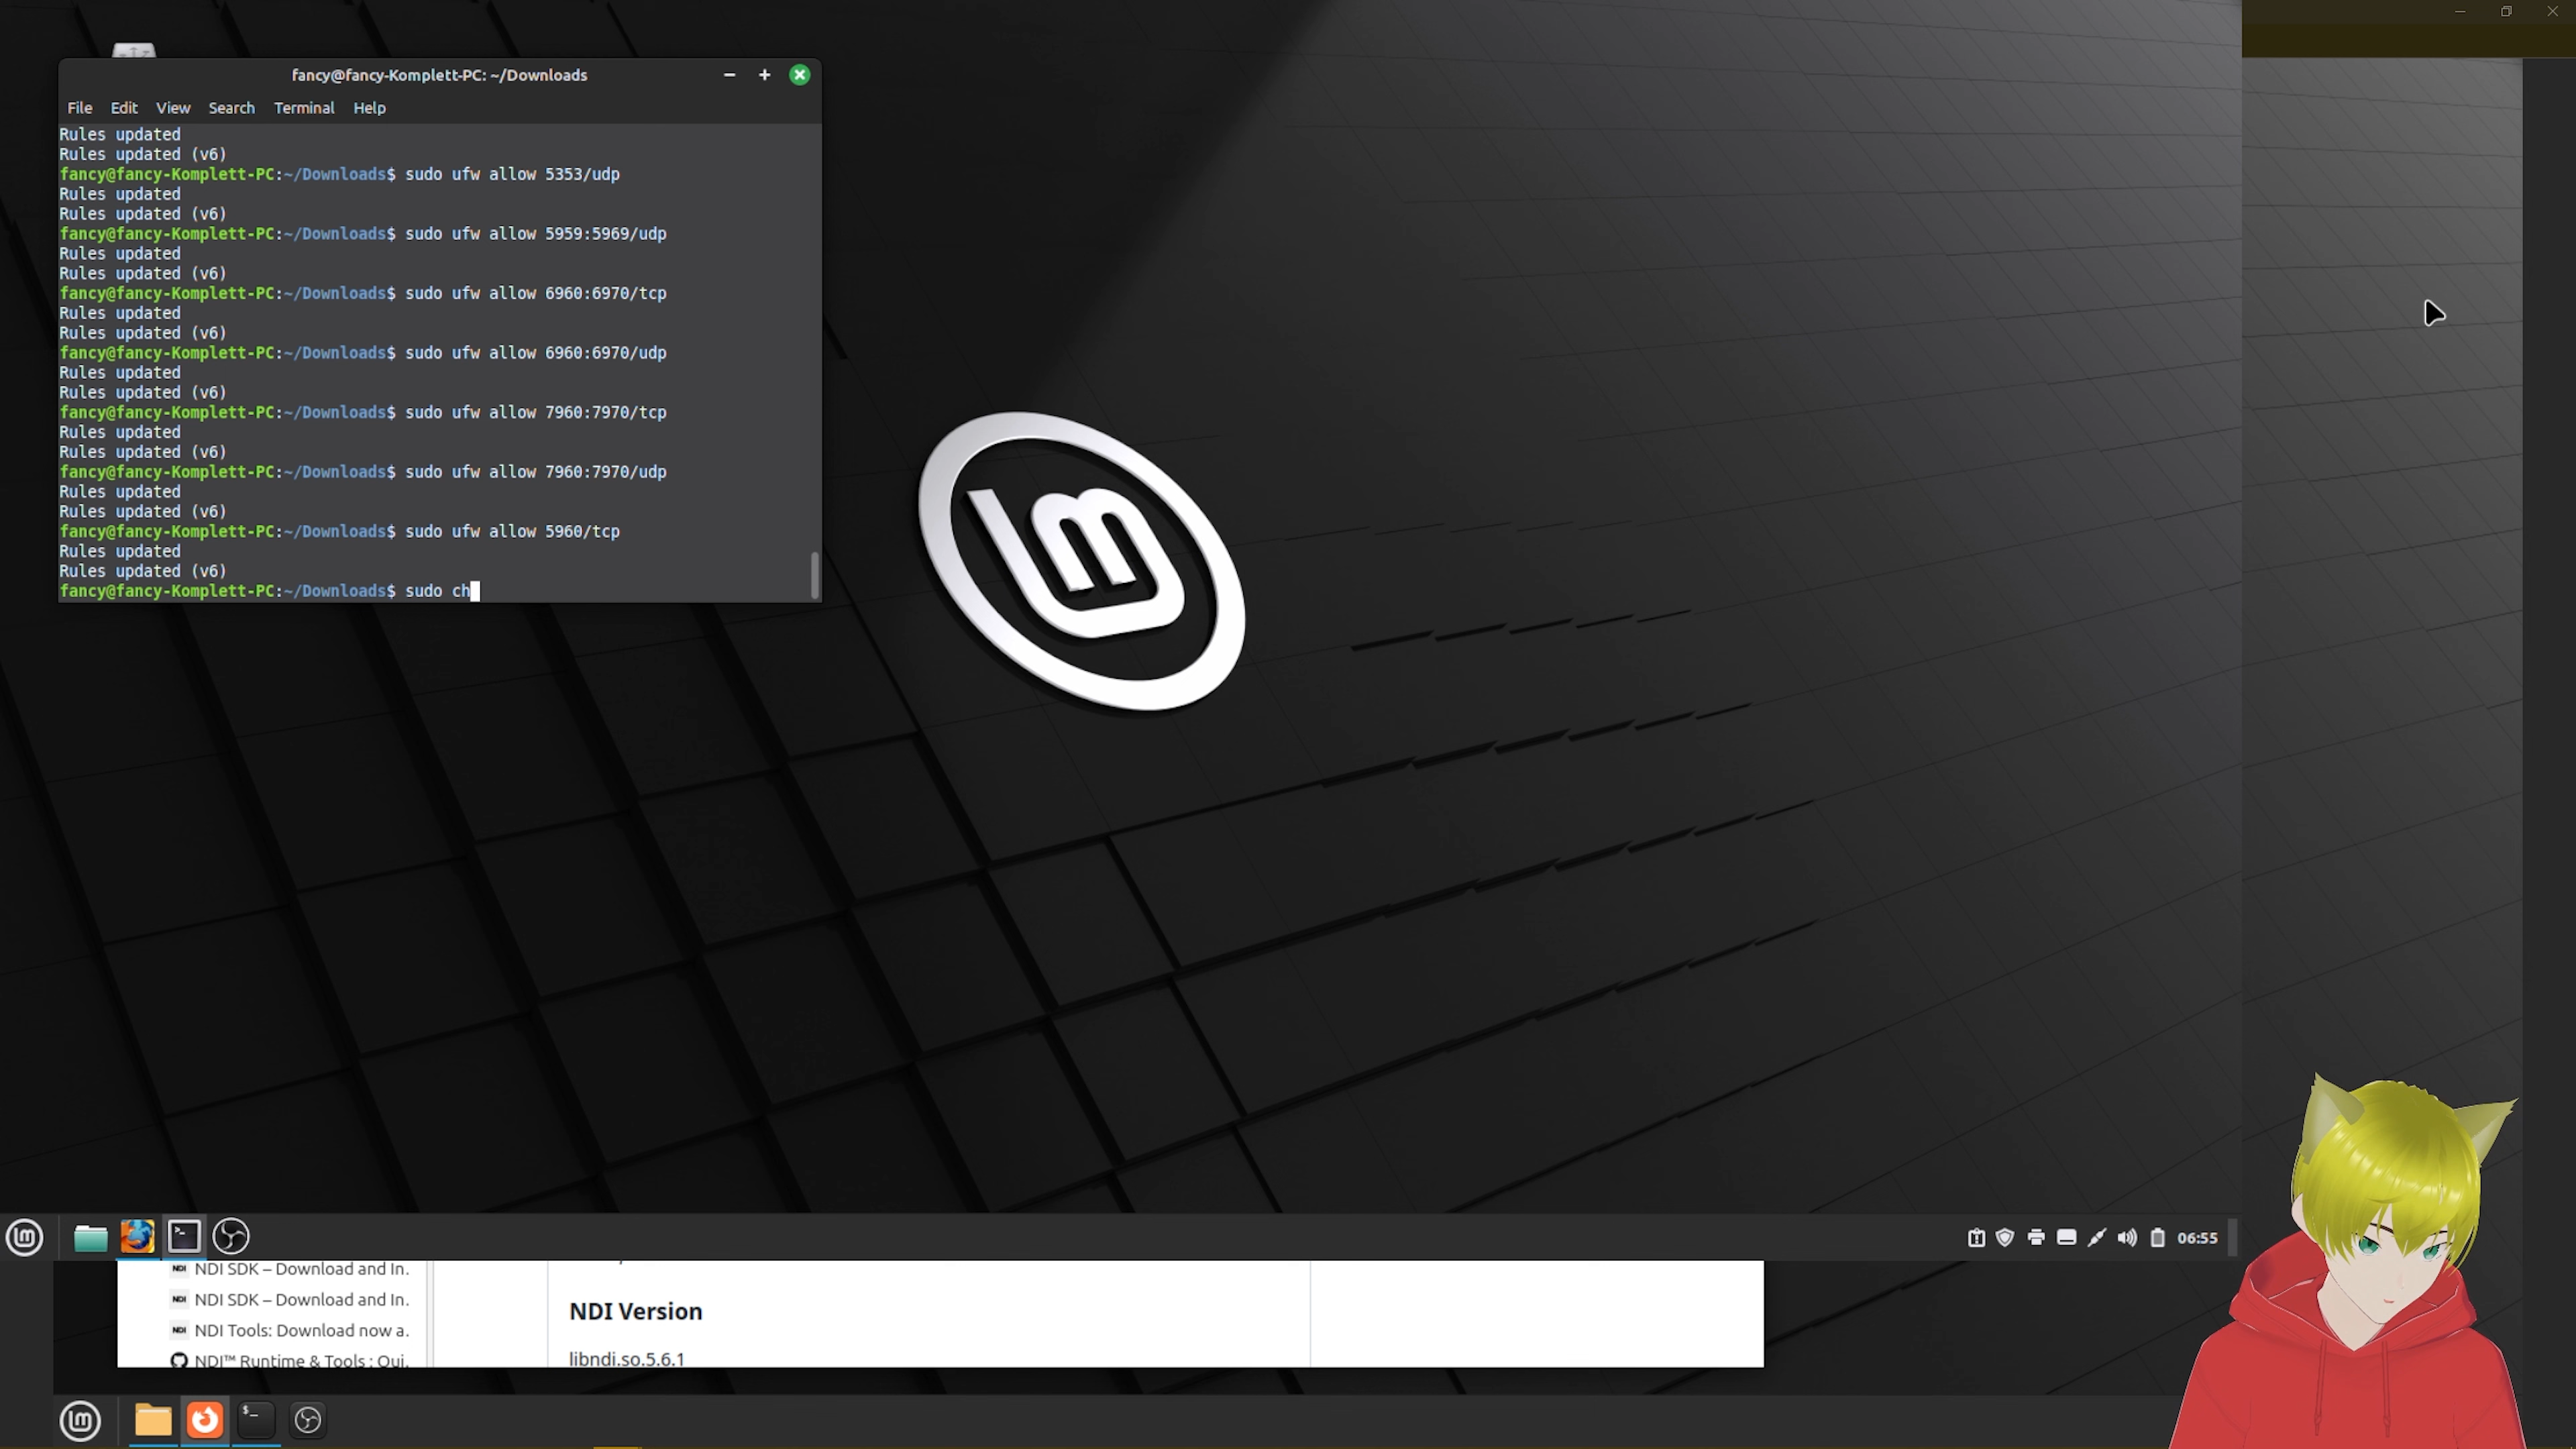 fancy@fancy-Komplett-PC: ~/Downloads
File Edit View Search Terminal Help
Rules updated
Rules updated (v6)
fancy@fancy-Komplett-PC:~/Downloads$ sudo ufw allow 5353/udp
Rules updated
Rules updated (v6)
fancy@fancy-Komplett-PC:~/Downloads$ sudo ufw allow 5959:5969/udp
Rules updated
Rules updated (v6)
fancy@fancy-Komplett-PC:~/Downloads$ sudo ufw allow 6960:6970/tcp
Rules updated
Rules updated (v6)
fancy@fancy-Komplett-PC:~/Downloads$ sudo ufw allow 6960:6970/udp
Rules updated
Rules updated (v6)
fancy@fancy-Komplett-PC:~/Downloads$ sudo ufw allow 7960:7970/tcp
Rules updated
Rules updated (v6)
fancy@fancy-Komplett-PC:~/Downloads$ sudo ufw allow 7960:7970/udp
Rules updated
Rules updated (v6)
fancy@fancy-Komplett-PC:~/Downloads$ sudo ufw allow 5960/tcp
Rules updated
Rules updated (v6)
fancy@fancy-Komplett-PC:~/Downloads$ sudo ch
06:55
NDI NDI SDK – Download and In.
NDI NDI SDK – Download and In.
NDI NDI Tools: Download now a.
NDI™ Runtime & Tools : Oui.
NDI Version
libndi.so.5.6.1